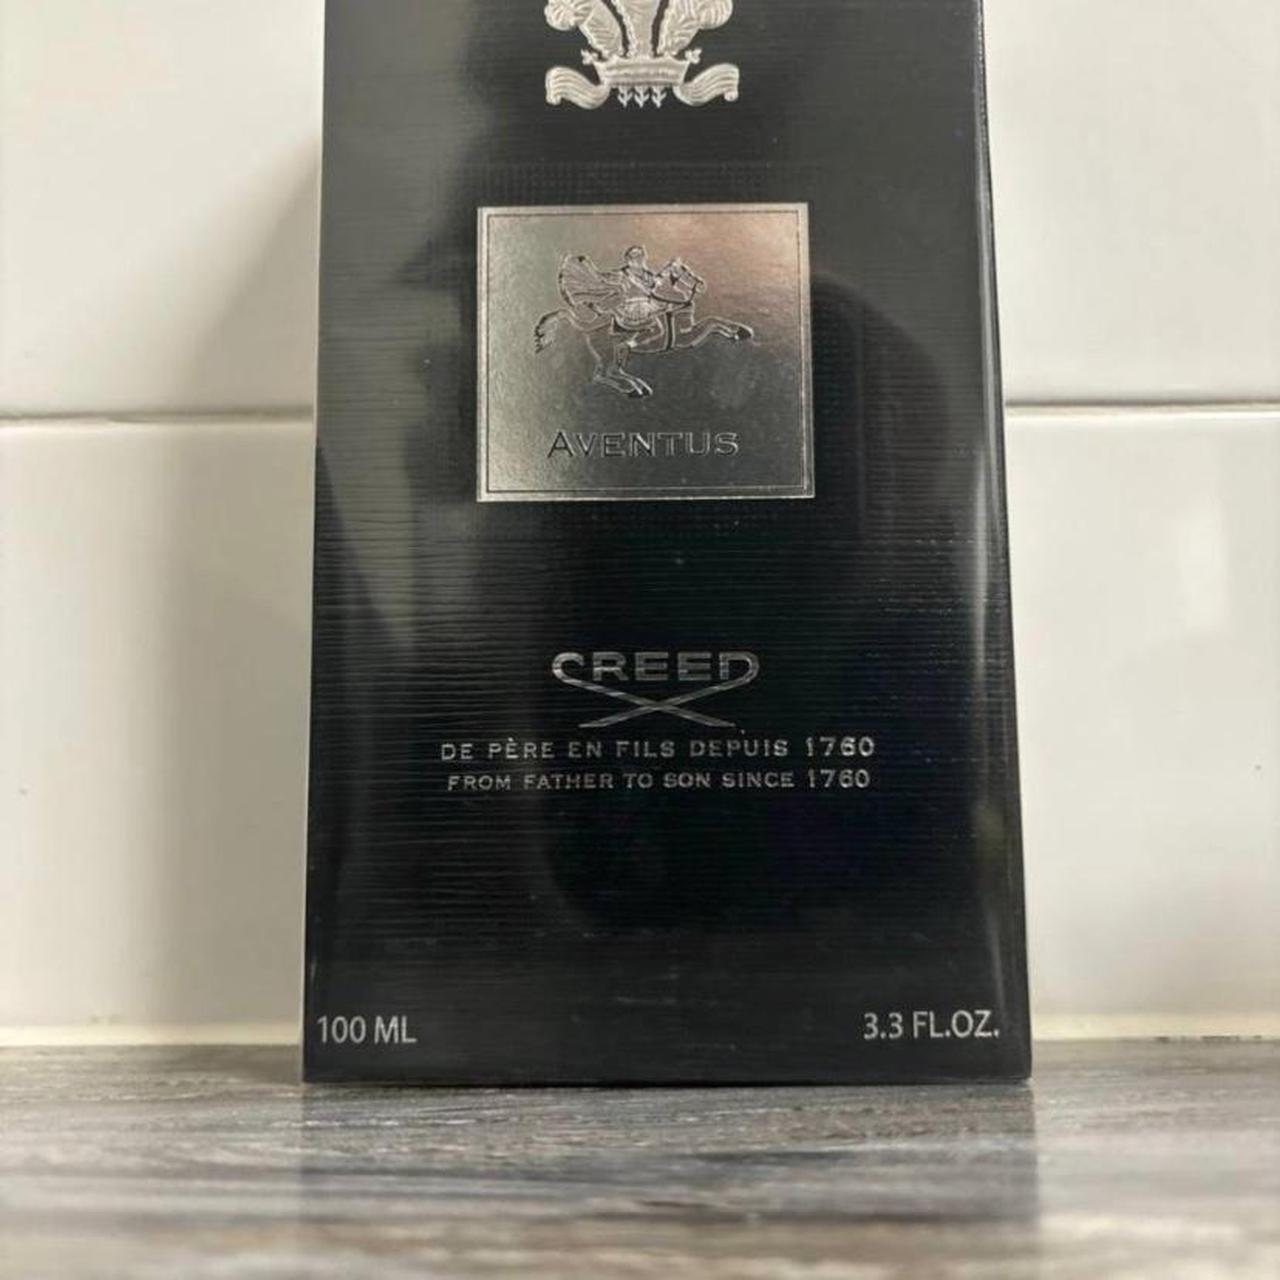 AVENTUS
CREED
DE PÈRE EN FILS DEPUIS 1760
FROM FATHER TO SON SINCE 1760
100 ML
3.3 FL.OZ.